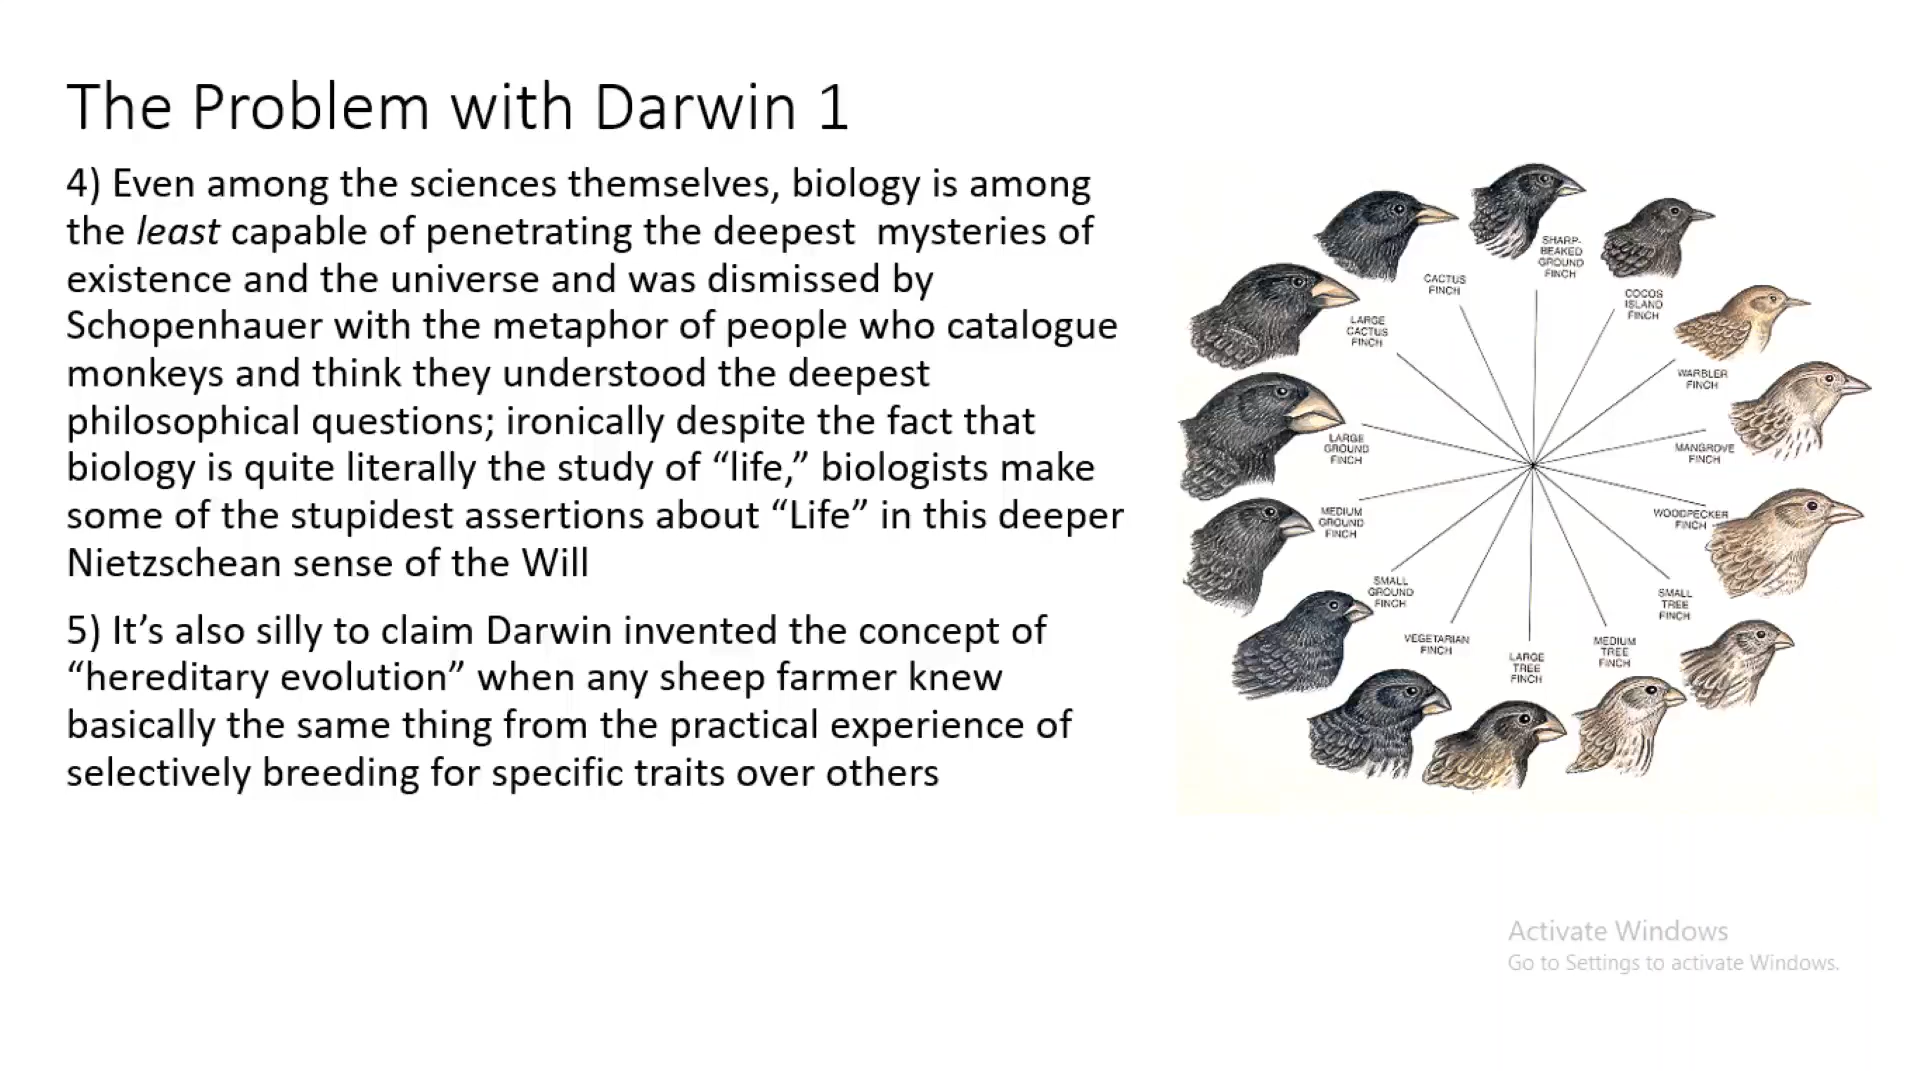 The Problem with Darwin 1
4) Even among the sciences themselves, biology is among
the least capable of penetrating the deepest  mysteries of
existence and the universe and was dismissed by
Schopenhauer with the metaphor of people who catalogue
monkeys and think they understood the deepest
philosophical questions; ironically despite the fact that
biology is quite literally the study of “life,” biologists make
some of the stupidest assertions about “Life” in this deeper
Nietzschean sense of the Will
5) It’s also silly to claim Darwin invented the concept of
“hereditary evolution” when any sheep farmer knew
basically the same thing from the practical experience of
selectively breeding for specific traits over others
SHARP-
BEAKED
GROUND
FINCH
CACTUS
FINCH
COCOS
ISLAND
FINCH
LARGE
CACTUS
FINCH
WARBLER
FINCH
LARGE
GROUND
FINCH
MANGROVE
FINCH
MEDIUM
GROUND
FINCH
WOODPECKER
FINCH
SMALL
GROUND
FINCH
SMALL
TREE
FINCH
VEGETARIAN
FINCH
LARGE
TREE
FINCH
MEDIUM
TREE
FINCH
Activate Windows
Go to Settings to activate Windows.